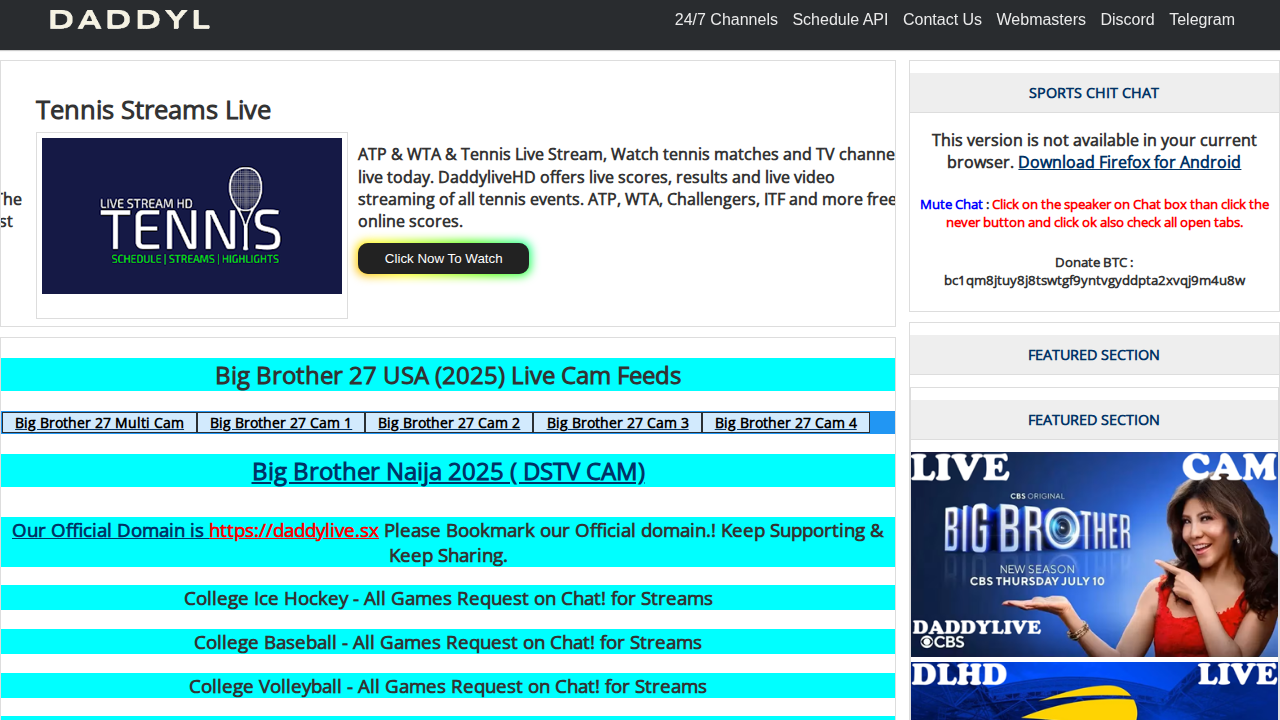 DADDYL
24/7 Channels Schedule API Contact Us Webmasters Discord Telegram
Tennis Streams Live
LIVE STREAM HD
TENNIS
SCHEDULE | STREAMS | HIGHLIGHTS
ATP & WTA & Tennis Live Stream, Watch tennis matches and TV channe
live today. DaddyliveHD offers live scores, results and live video
streaming of all tennis events. ATP, WTA, Challengers, ITF and more free
online scores.
Click Now To Watch
Big Brother 27 USA (2025) Live Cam Feeds
Big Brother 27 Multi Cam Big Brother 27 Cam 1 Big Brother 27 Cam 2 Big Brother 27 Cam 3 Big Brother 27 Cam 4
Big Brother Naija 2025 ( DSTV CAM)
Our Official Domain is https://daddylive.sx Please Bookmark our Official domain.! Keep Supporting &
Keep Sharing.
College Ice Hockey - All Games Request on Chat! for Streams
College Baseball - All Games Request on Chat! for Streams
College Volleyball - All Games Request on Chat! for Streams
SPORTS CHIT CHAT
This version is not available in your current
browser. Download Firefox for Android
Mute Chat : Click on the speaker on Chat box than click the
never button and click ok also check all open tabs.
Donate BTC :
bc1qm8jtuy8j8tswtgf9yntvgyddpta2xvqj9m4u8w
FEATURED SECTION
FEATURED SECTION
LIVE CAM
CBS ORIGINAL
BIG BROTHER
NEW SEASON
CBS THURSDAY JULY 10
DADDYLIVE
CBS
DLHD LIVE